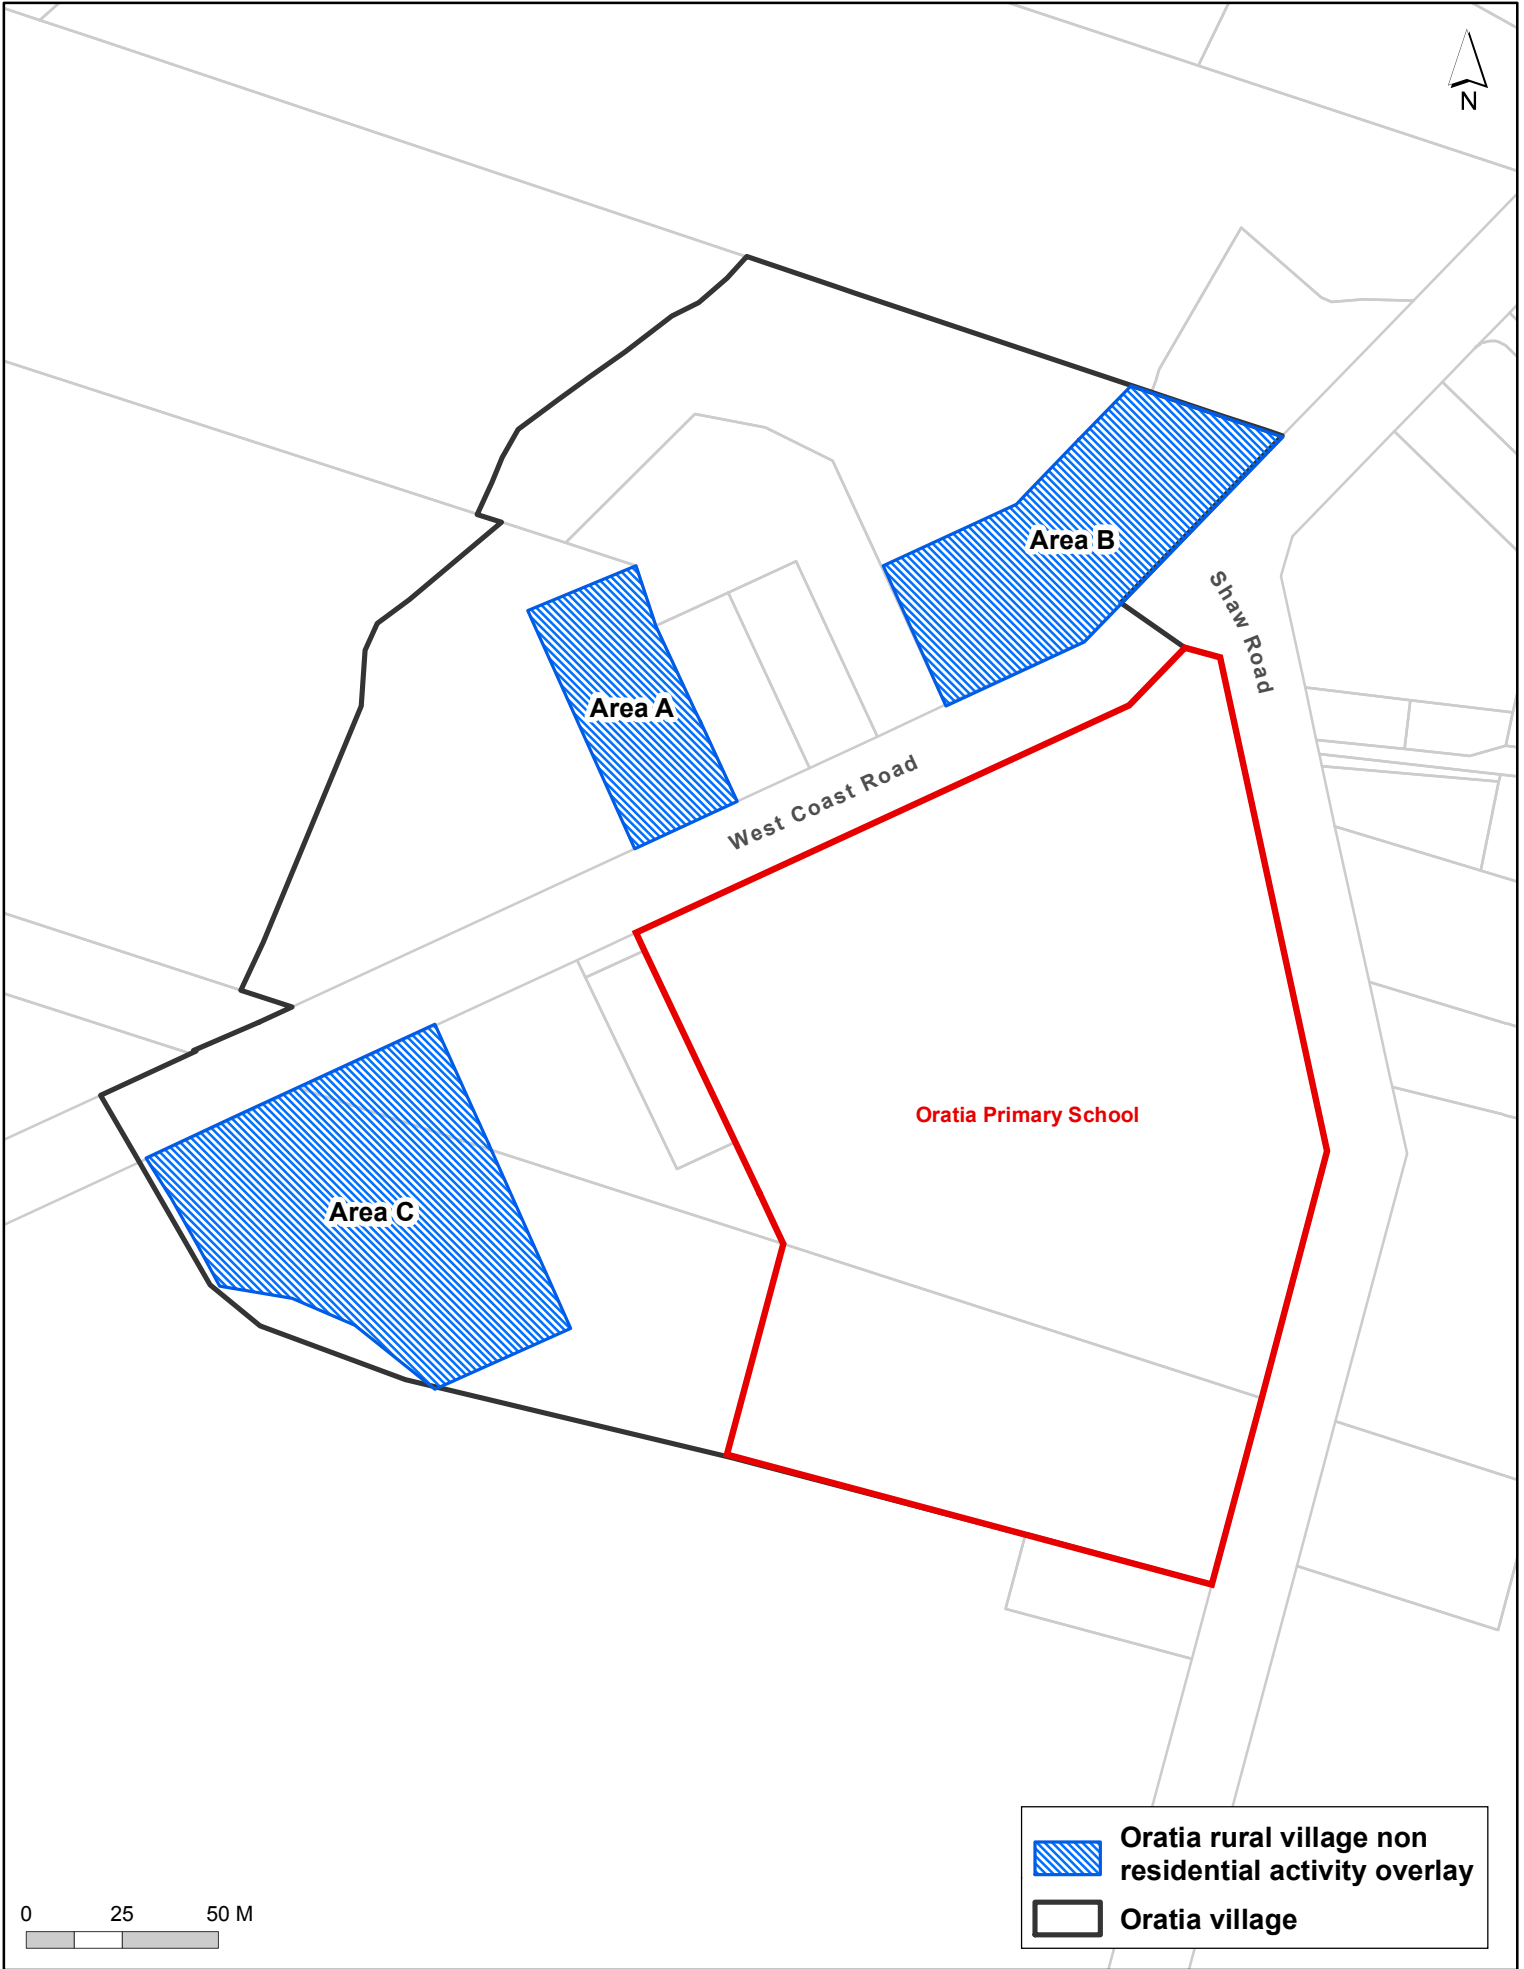 N
Area B
Shaw Road
Area A
West Coast Road
Oratia Primary School
Area C
Oratia rural village non
residential activity overlay
Oratia village
0 25 50 M